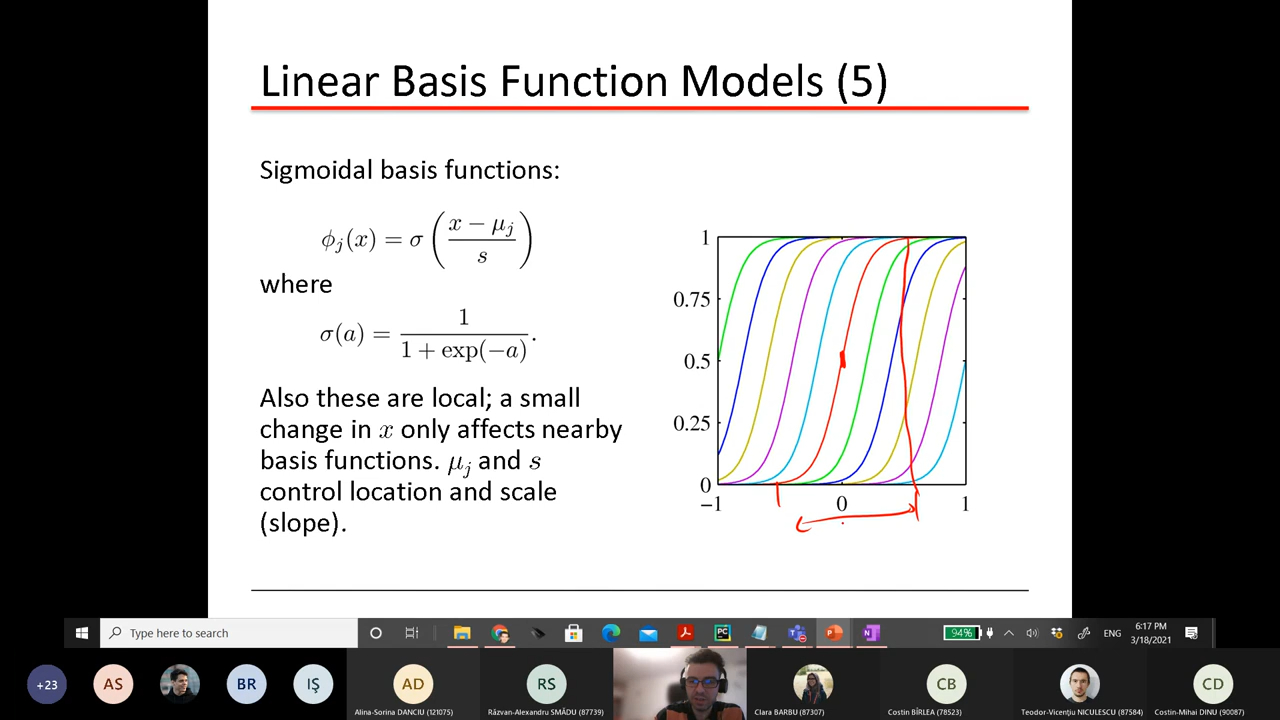 Linear Basis Function Models (5)
Sigmoidal basis functions:
ϕj(x) = σ ( (x − μj) / s )
where
σ(a) = 1 / (1 + exp(−a)).
Also these are local; a small
change in x only affects nearby
basis functions. μj and s
control location and scale
(slope).
1
0.75
0.5
0.25
0
−1
0
1
Type here to search
94%
ENG
6:17 PM
3/18/2021
+23
AS
BR
IŞ
AD
RS
CB
CD
Alina-Sorina DANCIU (121075)
Răzvan-Alexandru SMĂDU (87739)
Clara BARBU (87307)
Costin BÎRLEA (78523)
Teodor-Vicenţiu NICULESCU (87584)
Costin-Mihai DINU (90087)